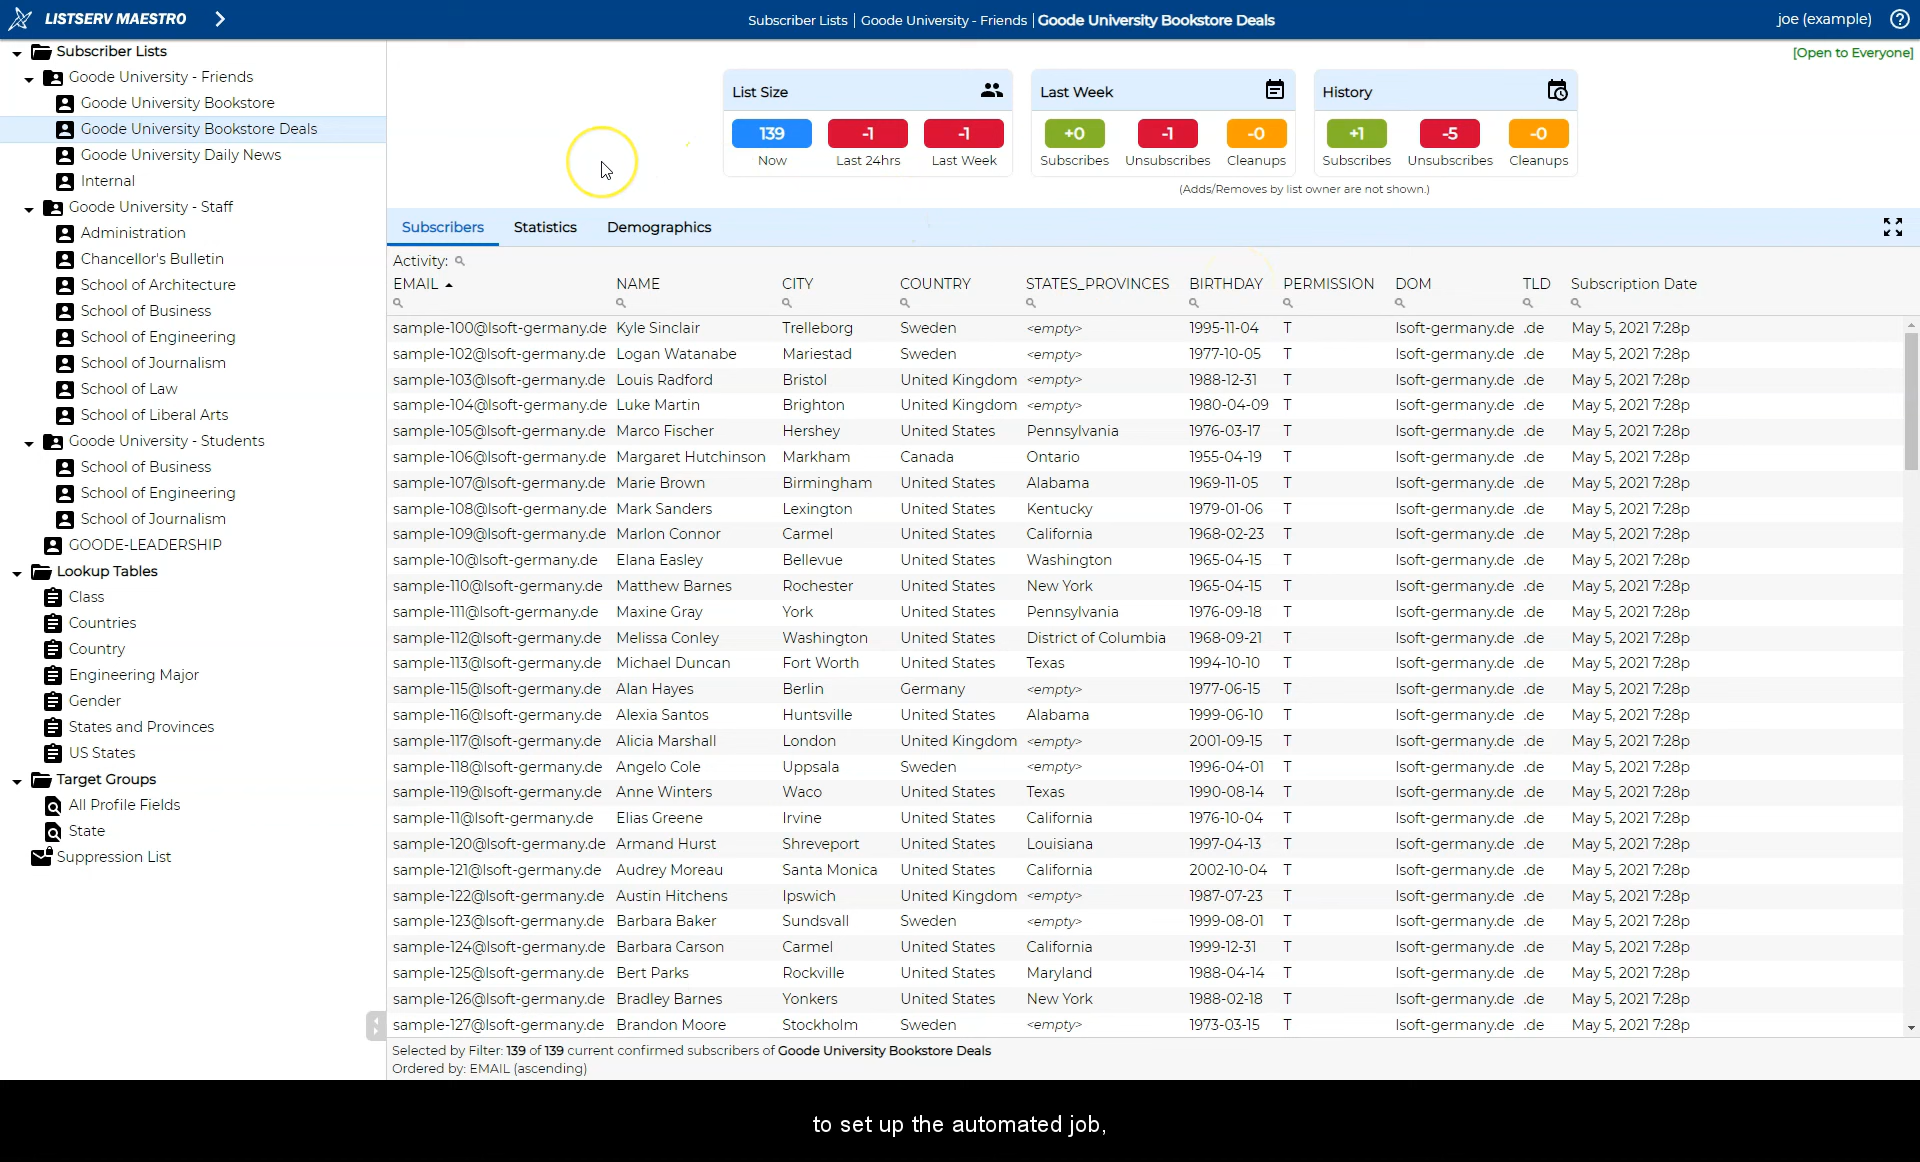 LISTSERV MAESTRO
Subscriber Lists | Goode University - Friends | Goode University Bookstore Deals
joe (example)
[Open to Everyone]
Subscriber Lists
Goode University - Friends
Goode University Bookstore
Goode University Bookstore Deals
Goode University Daily News
Internal
Goode University - Staff
Administration
Chancellor's Bulletin
School of Architecture
School of Business
School of Engineering
School of Journalism
School of Law
School of Liberal Arts
Goode University - Students
School of Business
School of Engineering
School of Journalism
GOODE-LEADERSHIP
Lookup Tables
Class
Countries
Country
Engineering Major
Gender
States and Provinces
US States
Target Groups
All Profile Fields
State
Suppression List
List Size
139 -1 -1
Now Last 24hrs Last Week
Last Week
+0 -1 -0
Subscribes Unsubscribes Cleanups
History
+1 -5 -0
Subscribes Unsubscribes Cleanups
(Adds/Removes by list owner are not shown.)
Subscribers Statistics Demographics
Activity:
EMAIL NAME CITY COUNTRY STATES_PROVINCES BIRTHDAY PERMISSION DOM TLD Subscription Date
sample-100@lsoft-germany.de Kyle Sinclair Trelleborg Sweden <empty> 1995-11-04 T lsoft-germany.de .de May 5, 2021 7:28p
sample-102@lsoft-germany.de Logan Watanabe Mariestad Sweden <empty> 1977-10-05 T lsoft-germany.de .de May 5, 2021 7:28p
sample-103@lsoft-germany.de Louis Radford Bristol United Kingdom <empty> 1988-12-31 T lsoft-germany.de .de May 5, 2021 7:28p
sample-104@lsoft-germany.de Luke Martin Brighton United Kingdom <empty> 1980-04-09 T lsoft-germany.de .de May 5, 2021 7:28p
sample-105@lsoft-germany.de Marco Fischer Hershey United States Pennsylvania 1976-03-17 T lsoft-germany.de .de May 5, 2021 7:28p
sample-106@lsoft-germany.de Margaret Hutchinson Markham Canada Ontario 1955-04-19 T lsoft-germany.de .de May 5, 2021 7:28p
sample-107@lsoft-germany.de Marie Brown Birmingham United States Alabama 1969-11-05 T lsoft-germany.de .de May 5, 2021 7:28p
sample-108@lsoft-germany.de Mark Sanders Lexington United States Kentucky 1979-01-06 T lsoft-germany.de .de May 5, 2021 7:28p
sample-109@lsoft-germany.de Marlon Connor Carmel United States California 1968-02-23 T lsoft-germany.de .de May 5, 2021 7:28p
sample-10@lsoft-germany.de Elana Easley Bellevue United States Washington 1965-04-15 T lsoft-germany.de .de May 5, 2021 7:28p
sample-110@lsoft-germany.de Matthew Barnes Rochester United States New York 1965-04-15 T lsoft-germany.de .de May 5, 2021 7:28p
sample-111@lsoft-germany.de Maxine Gray York United States Pennsylvania 1976-09-18 T lsoft-germany.de .de May 5, 2021 7:28p
sample-112@lsoft-germany.de Melissa Conley Washington United States District of Columbia 1968-09-21 T lsoft-germany.de .de May 5, 2021 7:28p
sample-113@lsoft-germany.de Michael Duncan Fort Worth United States Texas 1994-10-10 T lsoft-germany.de .de May 5, 2021 7:28p
sample-115@lsoft-germany.de Alan Hayes Berlin Germany <empty> 1977-06-15 T lsoft-germany.de .de May 5, 2021 7:28p
sample-116@lsoft-germany.de Alexia Santos Huntsville United States Alabama 1999-06-10 T lsoft-germany.de .de May 5, 2021 7:28p
sample-117@lsoft-germany.de Alicia Marshall London United Kingdom <empty> 2001-09-15 T lsoft-germany.de .de May 5, 2021 7:28p
sample-118@lsoft-germany.de Angelo Cole Uppsala Sweden <empty> 1996-04-01 T lsoft-germany.de .de May 5, 2021 7:28p
sample-119@lsoft-germany.de Anne Winters Waco United States Texas 1990-08-14 T lsoft-germany.de .de May 5, 2021 7:28p
sample-11@lsoft-germany.de Elias Greene Irvine United States California 1976-10-04 T lsoft-germany.de .de May 5, 2021 7:28p
sample-120@lsoft-germany.de Armand Hurst Shreveport United States Louisiana 1997-04-13 T lsoft-germany.de .de May 5, 2021 7:28p
sample-121@lsoft-germany.de Audrey Moreau Santa Monica United States California 2002-10-04 T lsoft-germany.de .de May 5, 2021 7:28p
sample-122@lsoft-germany.de Austin Hitchens Ipswich United Kingdom <empty> 1987-07-23 T lsoft-germany.de .de May 5, 2021 7:28p
sample-123@lsoft-germany.de Barbara Baker Sundsvall Sweden <empty> 1999-08-01 T lsoft-germany.de .de May 5, 2021 7:28p
sample-124@lsoft-germany.de Barbara Carson Carmel United States California 1999-12-31 T lsoft-germany.de .de May 5, 2021 7:28p
sample-125@lsoft-germany.de Bert Parks Rockville United States Maryland 1988-04-14 T lsoft-germany.de .de May 5, 2021 7:28p
sample-126@lsoft-germany.de Bradley Barnes Yonkers United States New York 1988-02-18 T lsoft-germany.de .de May 5, 2021 7:28p
sample-127@lsoft-germany.de Brandon Moore Stockholm Sweden <empty> 1973-03-15 T lsoft-germany.de .de May 5, 2021 7:28p
Selected by Filter: 139 of 139 current confirmed subscribers of Goode University Bookstore Deals
Ordered by: EMAIL (ascending)
to set up the automated job,